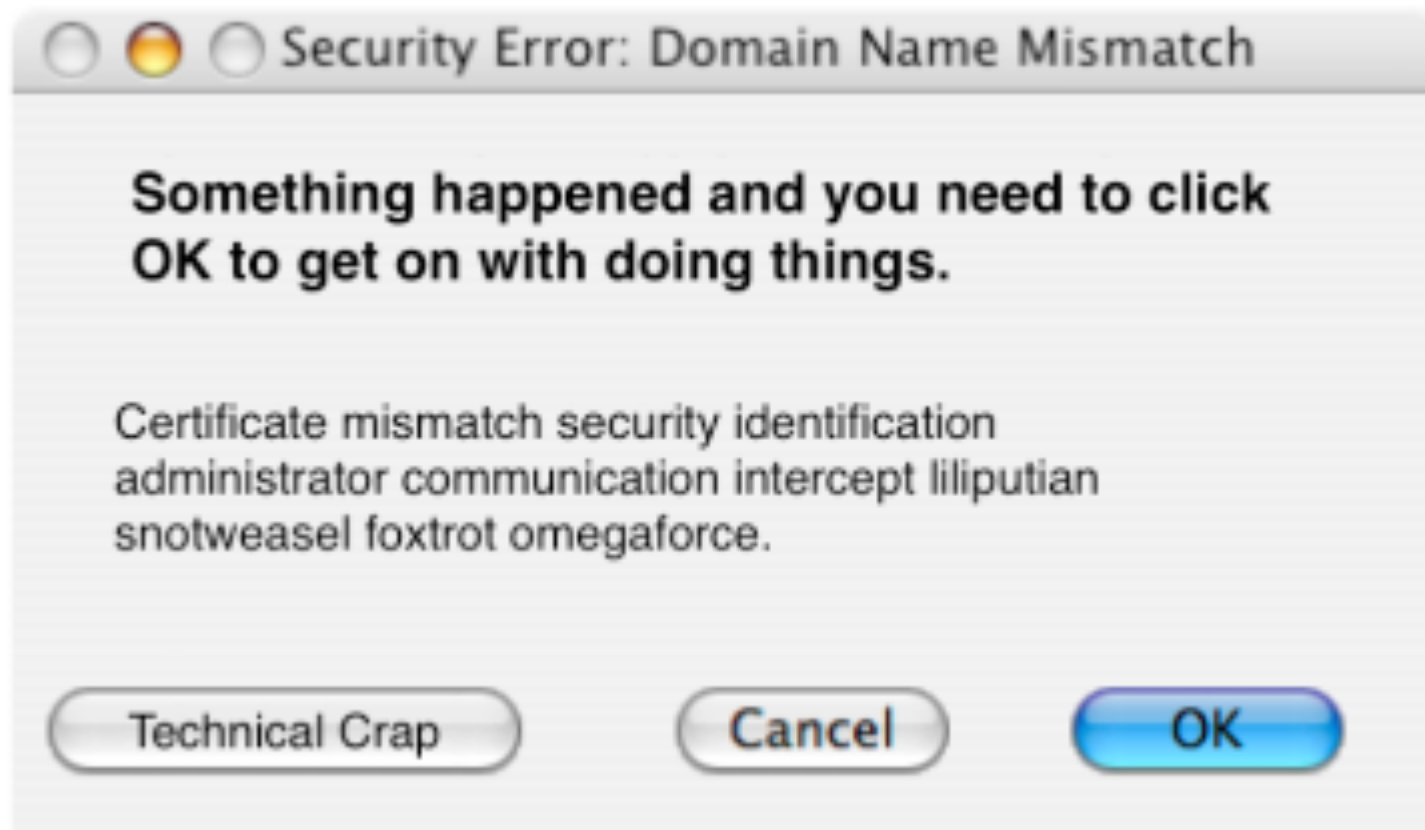 Security Error: Domain Name Mismatch
Something happened and you need to click
OK to get on with doing things.
Certificate mismatch security identification
administrator communication intercept liliputian
snotweasel foxtrot omegaforce.
Technical Crap
Cancel
OK